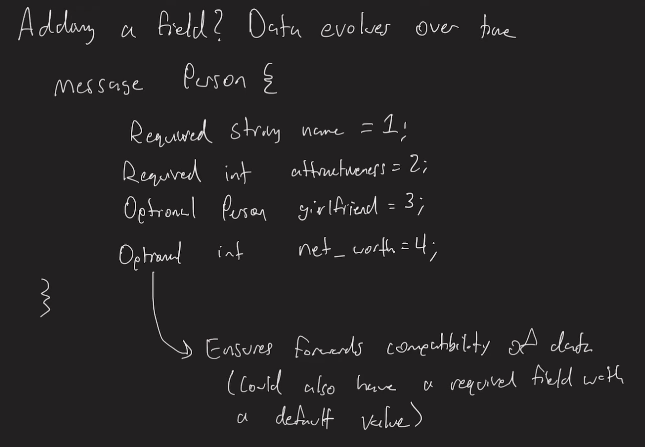 Adding a field? Data evolves over time
message Person {
Required string name = 1;
Required int attractiveness = 2;
Optional Person girlfriend = 3;
Optional int net_worth = 4;
}
Ensures forwards compatibility of data
(Could also have a required field with
a default value)